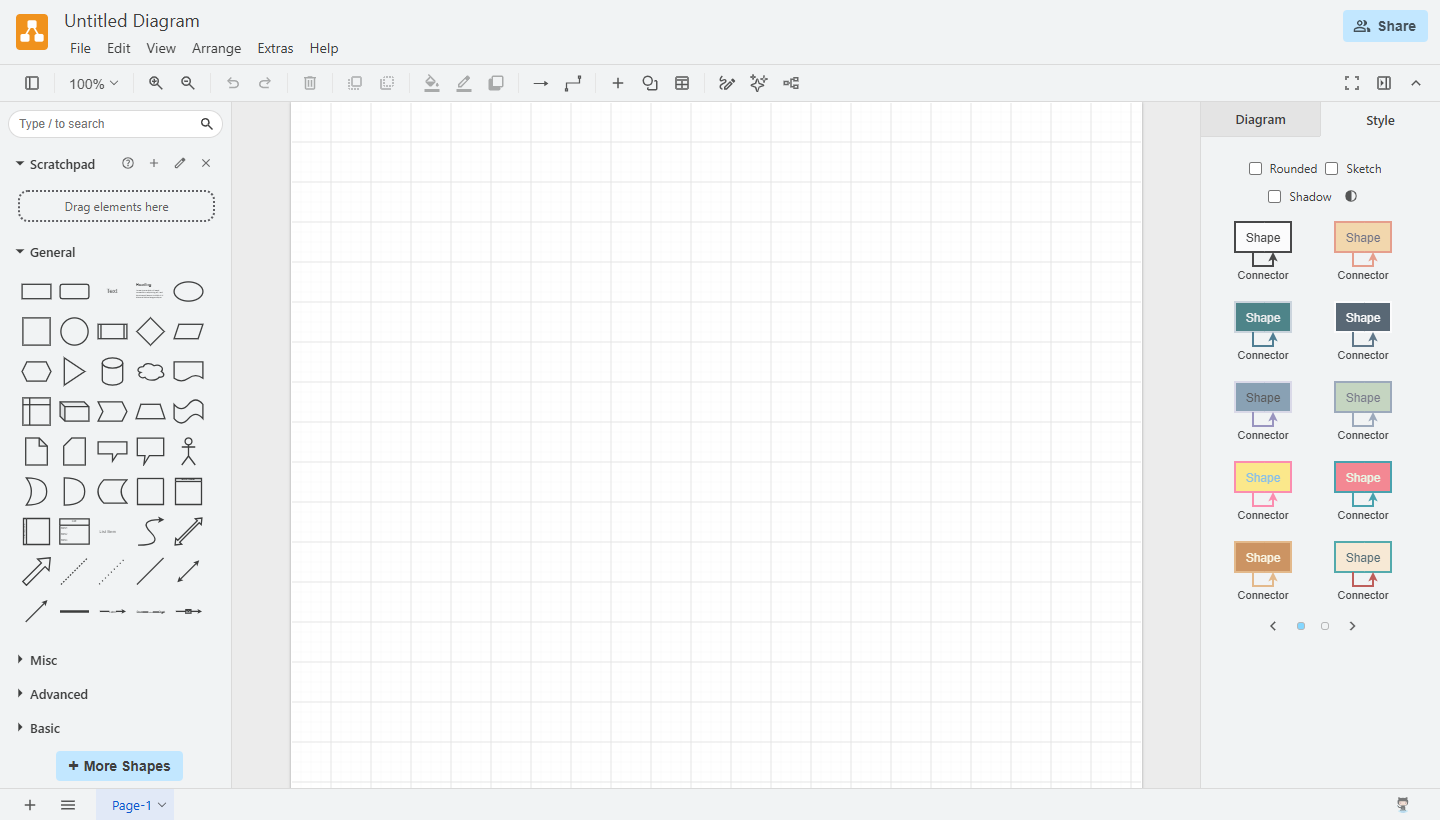 Untitled Diagram
File Edit View Arrange Extras Help
Share
100%
Type / to search
Scratchpad
Drag elements here
General
Text
Heading
List
Misc
Advanced
Basic
+ More Shapes
Page-1
Diagram Style
Rounded Sketch
Shadow
Shape Shape
Connector Connector
Shape Shape
Connector Connector
Shape Shape
Connector Connector
Shape Shape
Connector Connector
Shape Shape
Connector Connector